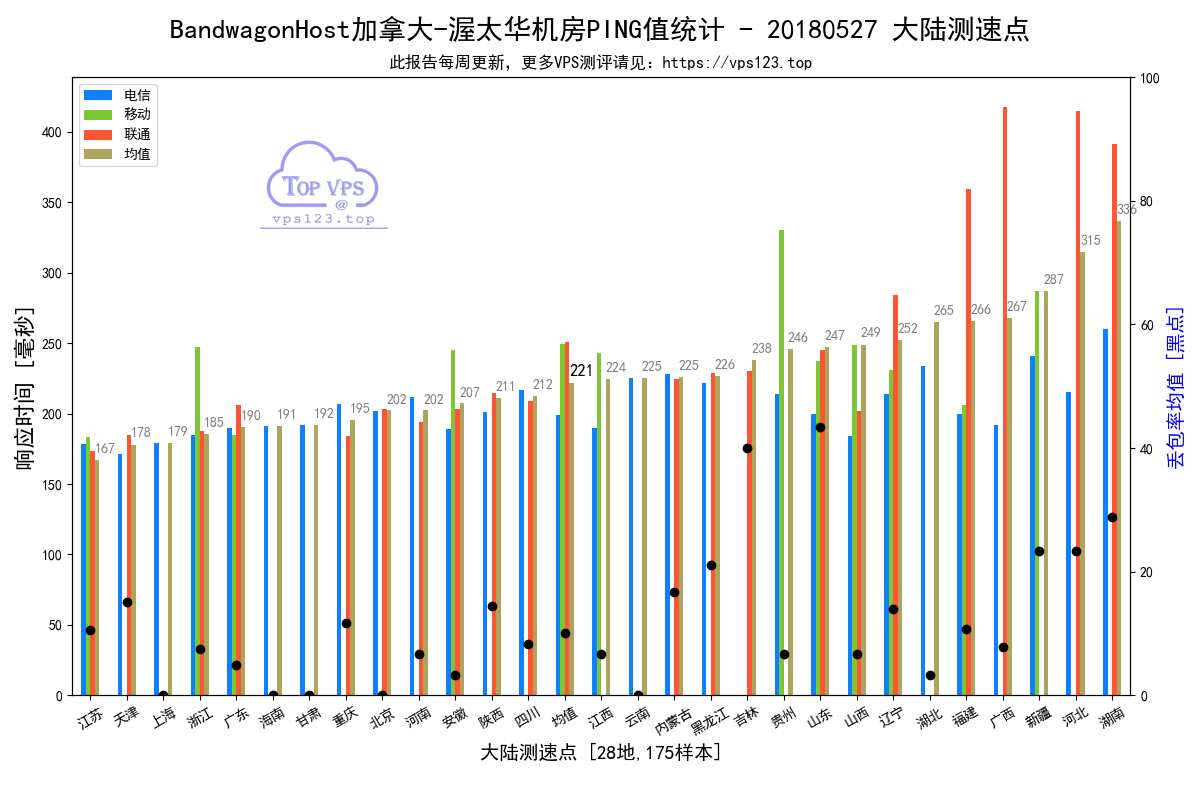 BandwagonHost加拿大-渥太华机房PING值统计 - 20180527 大陆测速点
此报告每周更新，更多VPS测评请见：https://vps123.top
电信
移动
联通
均值
TOP VPS
@
vps123.top
响应时间 [毫秒]
400
350
300
250
200
150
100
50
0
167
178
179
185
190
191
192
195
202
202
207
211
212
221
224
225
225
226
238
246
247
249
252
265
266
267
287
315
336
100
80
60
40
20
0
丢包率均值 [黑点]
江苏
天津
上海
浙江
广东
海南
甘肃
重庆
北京
河南
安徽
陕西
四川
均值
江西
云南
内蒙古
黑龙江
吉林
贵州
山东
山西
辽宁
湖北
福建
广西
新疆
河北
湖南
大陆测速点 [28地,175样本]